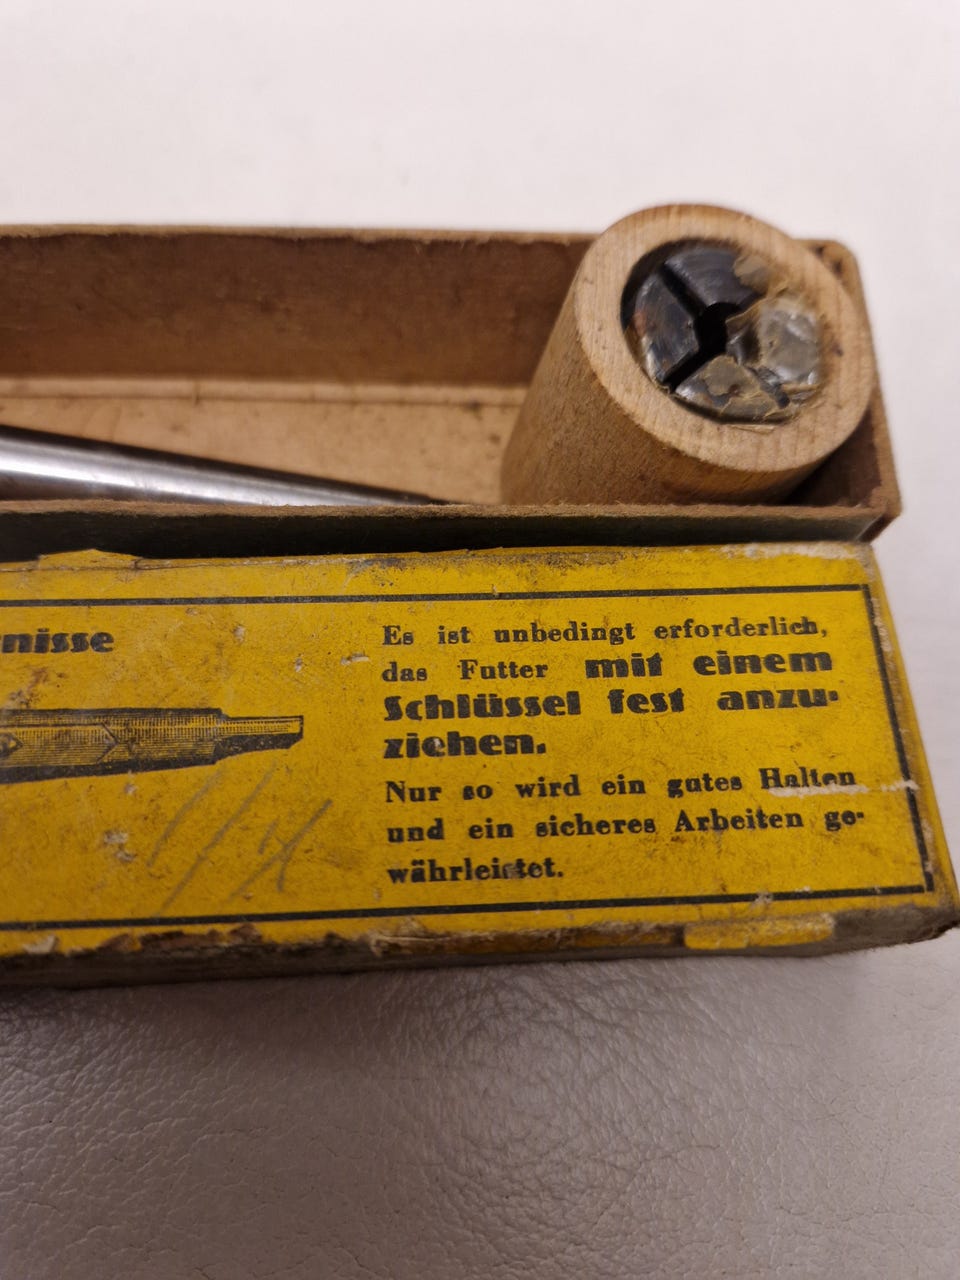 rnisse
Es ist unbedingt erforderlich,
das Futter mit einem
Schlüssel fest anzu-
ziehen.
Nur so wird ein gutes Halten
und ein sicheres Arbeiten ge-
währleistet.